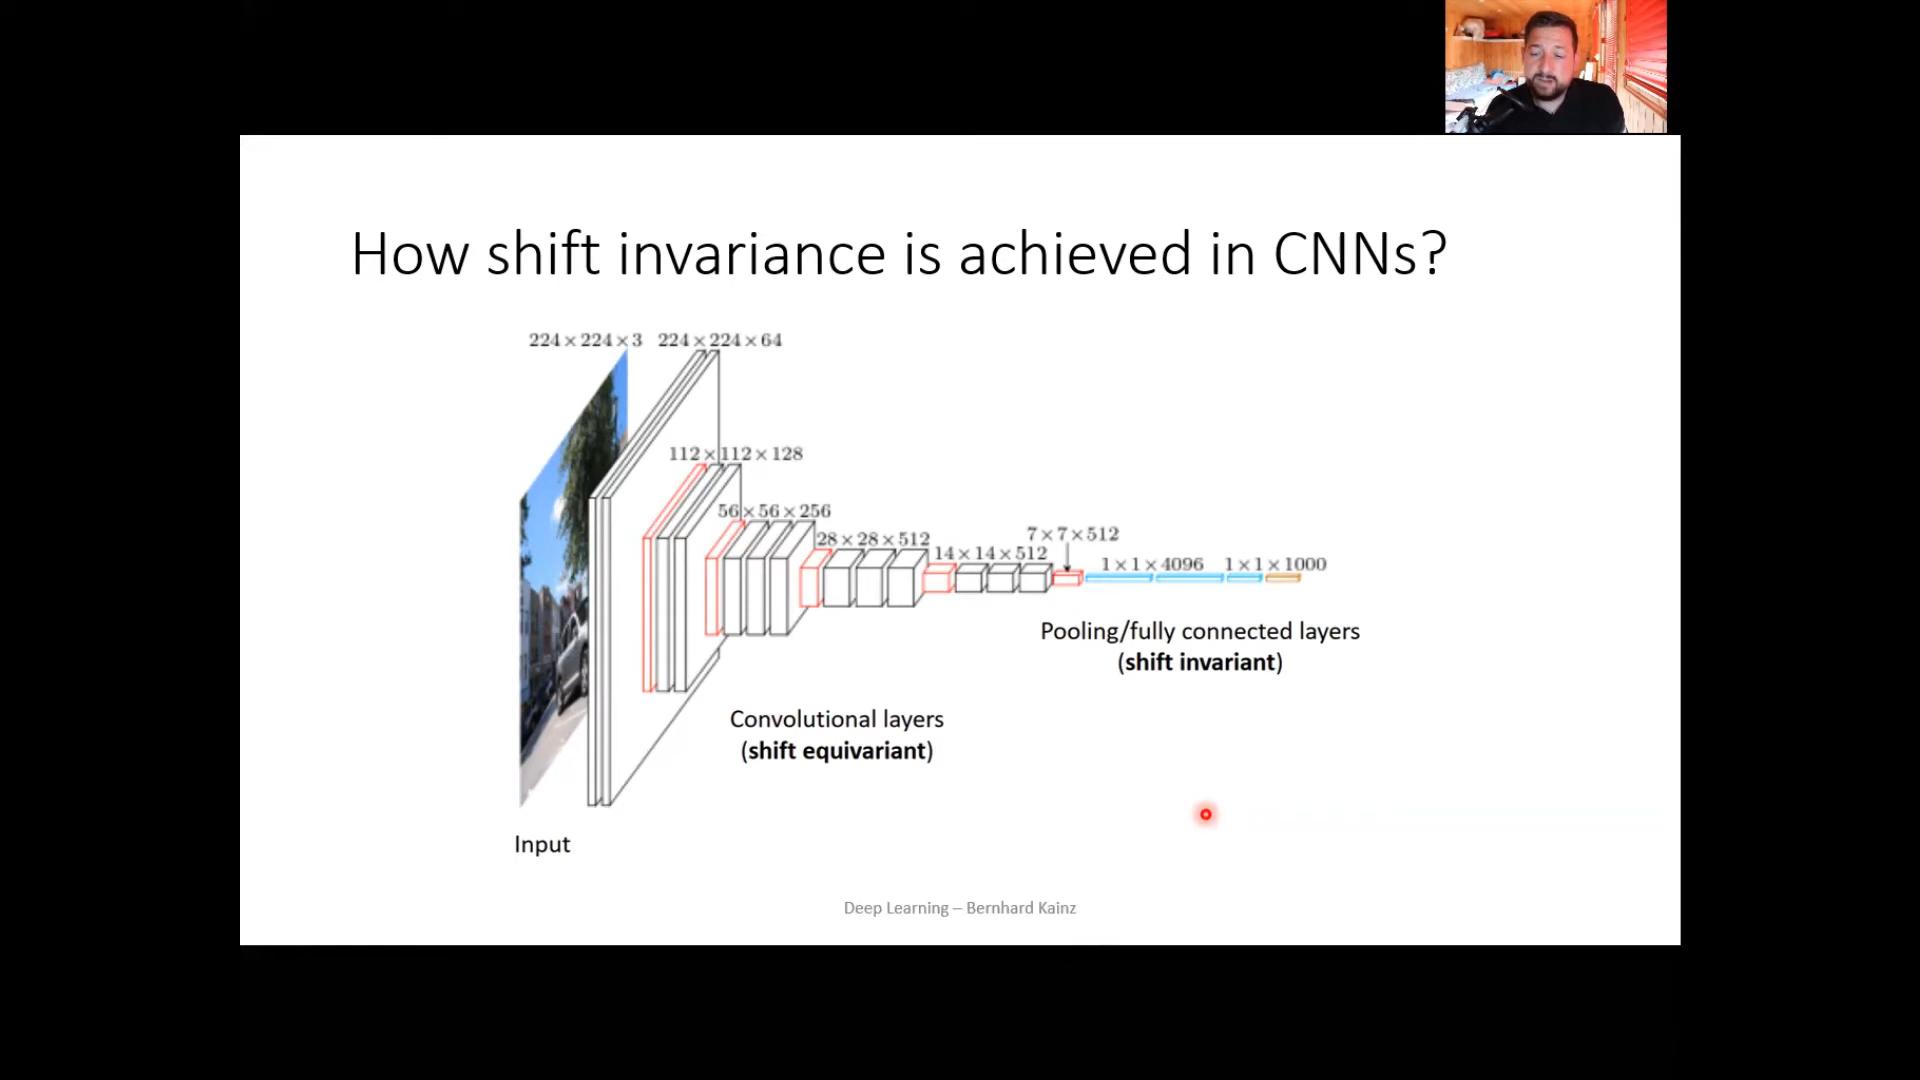 How shift invariance is achieved in CNNs?
224×224×3 224×224×64
112×112×128
56×56×256
28×28×512
14×14×512
7×7×512
1×1×4096 1×1×1000
Pooling/fully connected layers
(shift invariant)
Convolutional layers
(shift equivariant)
Input
Deep Learning – Bernhard Kainz